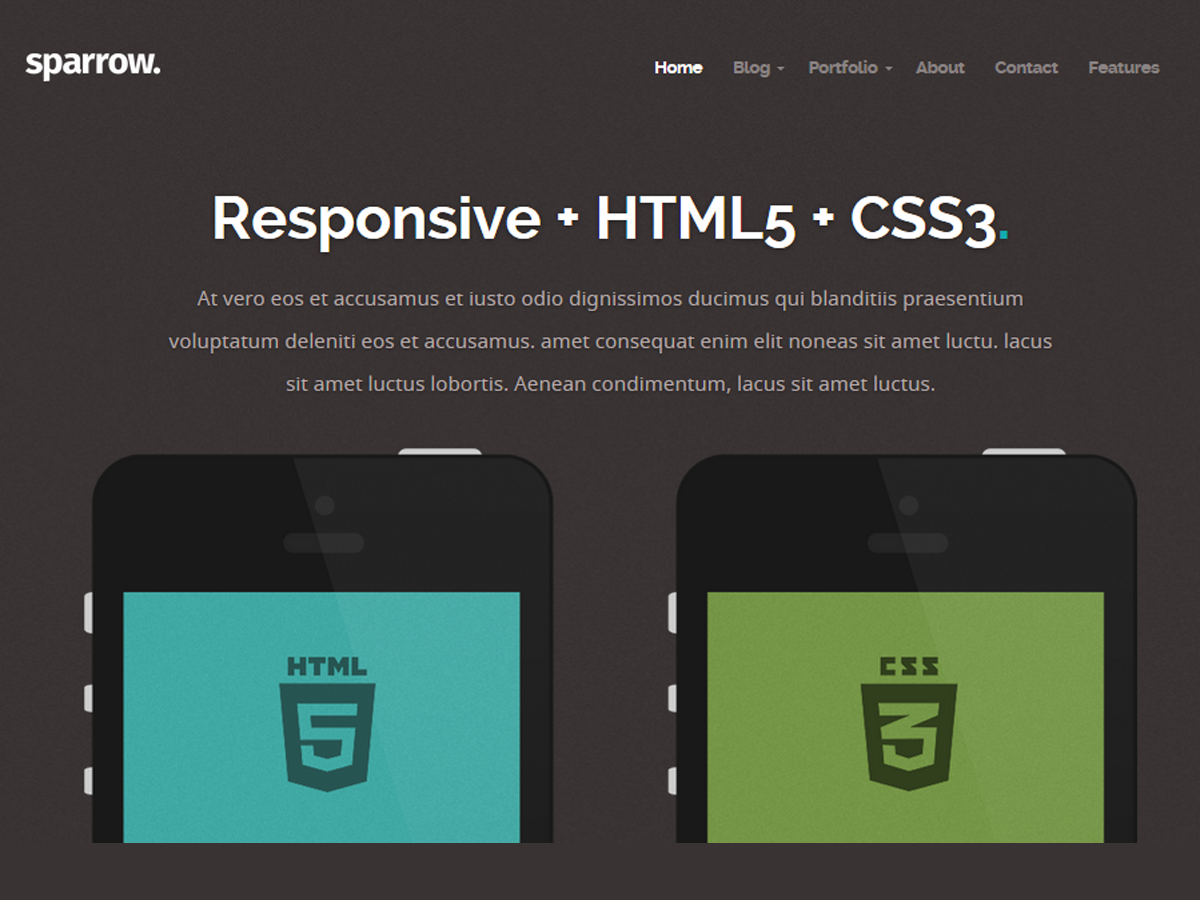 sparrow.
Home Blog Portfolio About Contact Features
Responsive + HTML5 + CSS3.
At vero eos et accusamus et iusto odio dignissimos ducimus qui blanditiis praesentium
voluptatum deleniti eos et accusamus. amet consequat enim elit noneas sit amet luctu. lacus
sit amet luctus lobortis. Aenean condimentum, lacus sit amet luctus.
HTML CSS
5 3